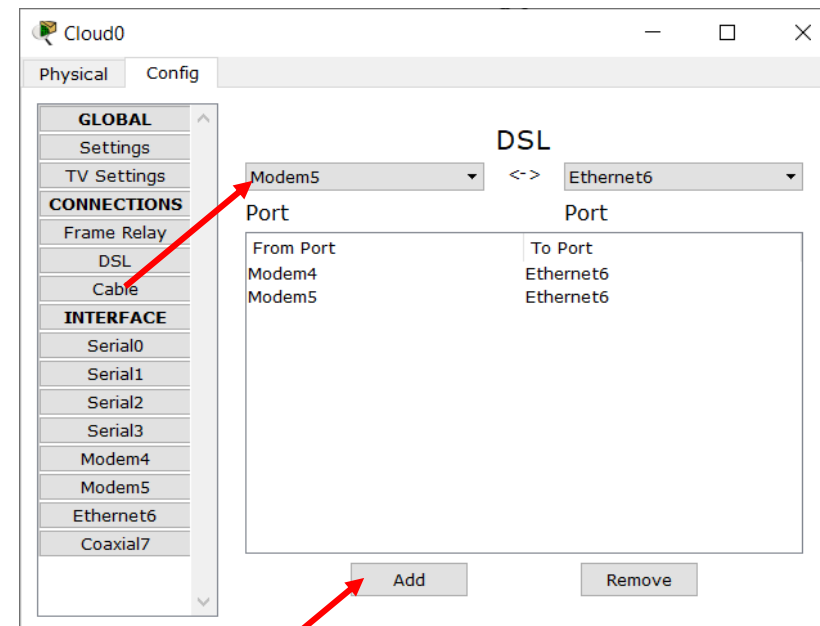 Cloud0
Physical Config
GLOBAL
Settings
TV Settings
CONNECTIONS
Frame Relay
DSL
Cable
INTERFACE
Serial0
Serial1
Serial2
Serial3
Modem4
Modem5
Ethernet6
Coaxial7
DSL
Modem5 <-> Ethernet6
Port Port
From Port To Port
Modem4 Ethernet6
Modem5 Ethernet6
Add Remove